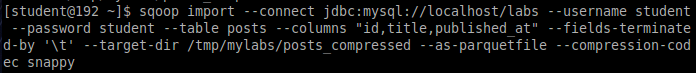 [student@192 ~]$ sqoop import --connect jdbc:mysql://localhost/labs --username student
 --password student --table posts --columns "id,title,published_at" --fields-terminate
d-by '\t' --target-dir /tmp/mylabs/posts_compressed --as-parquetfile --compression-cod
ec snappy